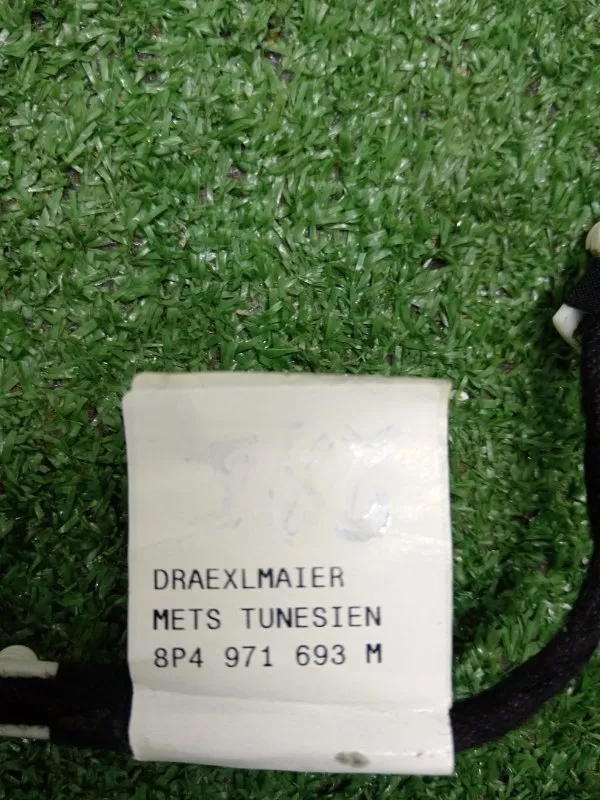 DRAEXLMAIER
METS TUNESIEN
8P4 971 693 M